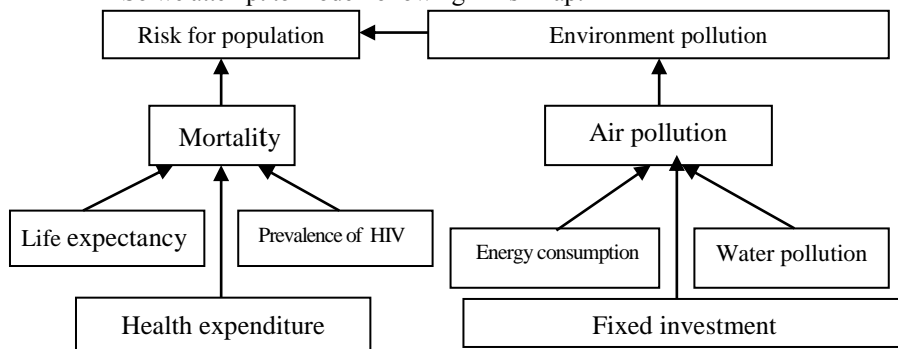 Risk for population
Environment pollution
Mortality
Air pollution
Life expectancy
Prevalence of HIV
Energy consumption
Water pollution
Health expenditure
Fixed investment